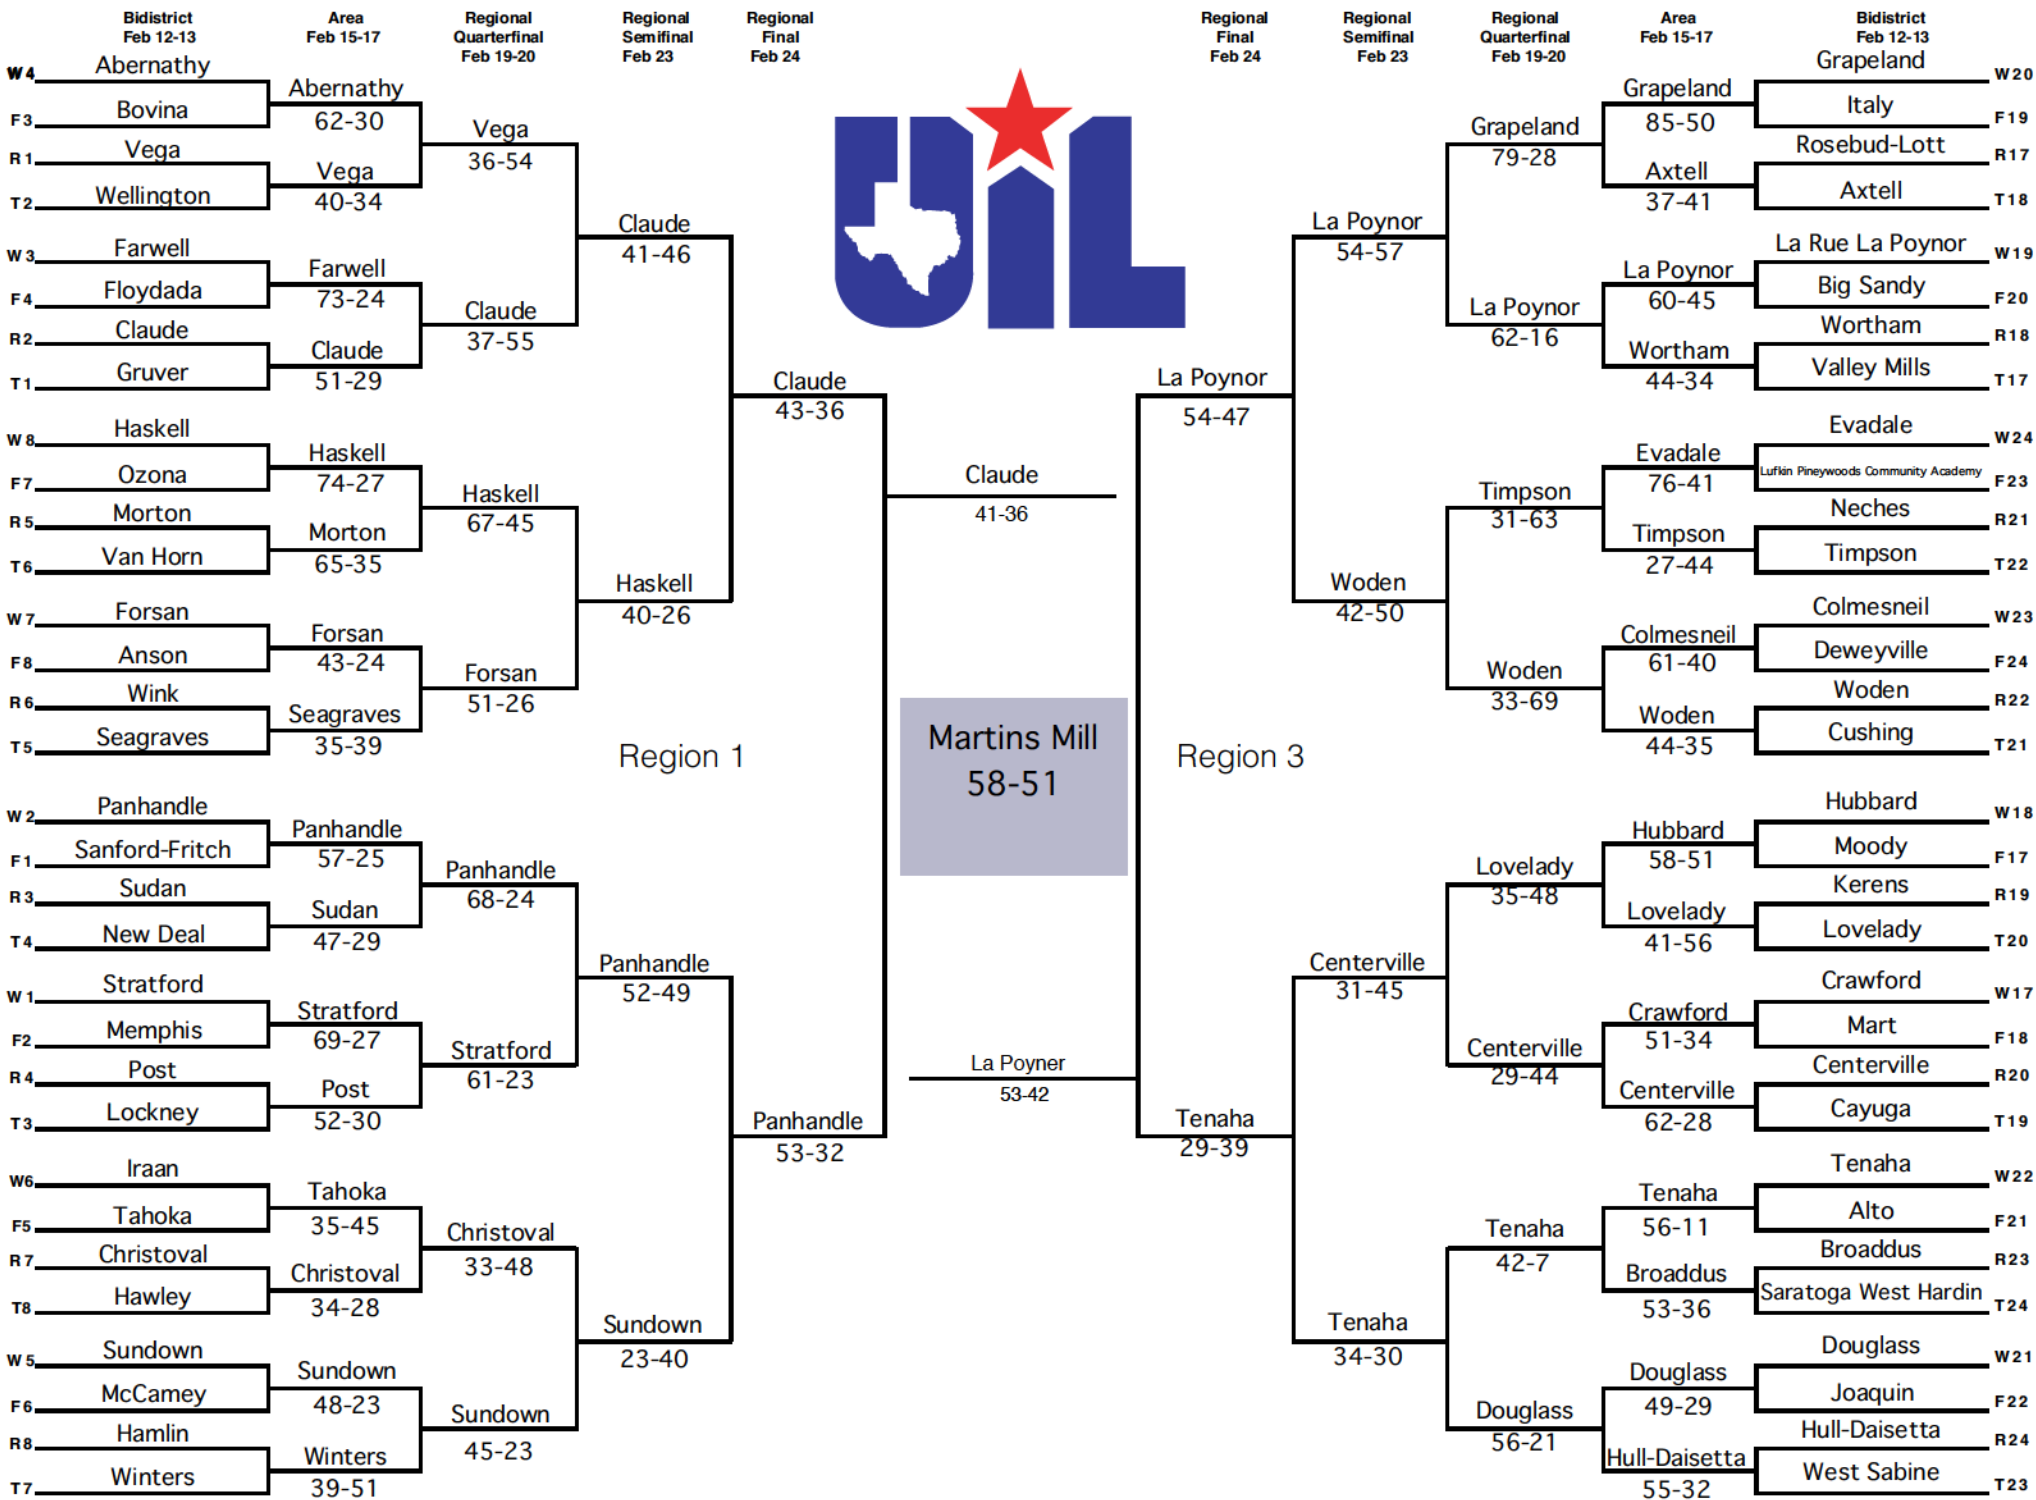 Bidistrict
Feb 12-13
Area
Feb 15-17
Regional
Quarterfinal
Feb 19-20
Regional
Semifinal
Feb 23
Regional
Final
Feb 24
Regional
Final
Feb 24
Regional
Semifinal
Feb 23
Regional
Quarterfinal
Feb 19-20
Area
Feb 15-17
Bidistrict
Feb 12-13
UIL
W4 Abernathy
F3 Bovina
R1 Vega
T2 Wellington
W3 Farwell
F4 Floydada
R2 Claude
T1 Gruver
W8 Haskell
F7 Ozona
R5 Morton
T6 Van Horn
W7 Forsan
F8 Anson
R6 Wink
T5 Seagraves
W2 Panhandle
F1 Sanford-Fritch
R3 Sudan
T4 New Deal
W1 Stratford
F2 Memphis
R4 Post
T3 Lockney
W6 Iraan
F5 Tahoka
R7 Christoval
T8 Hawley
W5 Sundown
F6 McCamey
R8 Hamlin
T7 Winters
Abernathy
62-30
Vega
40-34
Farwell
73-24
Claude
51-29
Haskell
74-27
Morton
65-35
Forsan
43-24
Seagraves
35-39
Panhandle
57-25
Sudan
47-29
Stratford
69-27
Post
52-30
Tahoka
35-45
Christoval
34-28
Sundown
48-23
Winters
39-51
Vega
36-54
Claude
37-55
Haskell
67-45
Forsan
51-26
Panhandle
68-24
Stratford
61-23
Christoval
33-48
Sundown
45-23
Claude
41-46
Haskell
40-26
Region 1
Panhandle
52-49
Sundown
23-40
Claude
43-36
Panhandle
53-32
Claude
41-36
Martins Mill
58-51
La Poyner
53-42
La Poynor
54-47
Tenaha
29-39
La Poynor
54-57
Woden
42-50
Region 3
Centerville
31-45
Tenaha
34-30
Grapeland
79-28
La Poynor
62-16
Timpson
31-63
Woden
33-69
Lovelady
35-48
Centerville
29-44
Tenaha
42-7
Douglass
56-21
Grapeland
85-50
Axtell
37-41
La Poynor
60-45
Wortham
44-34
Evadale
76-41
Timpson
27-44
Colmesneil
61-40
Woden
44-35
Hubbard
58-51
Lovelady
41-56
Crawford
51-34
Centerville
62-28
Tenaha
56-11
Broaddus
53-36
Douglass
49-29
Hull-Daisetta
55-32
Grapeland W20
Italy F19
Rosebud-Lott R17
Axtell T18
La Rue La Poynor W19
Big Sandy F20
Wortham R18
Valley Mills T17
Evadale W24
Lufkin Pineywoods Community Academy F23
Neches R21
Timpson T22
Colmesneil W23
Deweyville F24
Woden R22
Cushing T21
Hubbard W18
Moody F17
Kerens R19
Lovelady T20
Crawford W17
Mart F18
Centerville R20
Cayuga T19
Tenaha W22
Alto F21
Broaddus R23
Saratoga West Hardin T24
Douglass W21
Joaquin F22
Hull-Daisetta R24
West Sabine T23